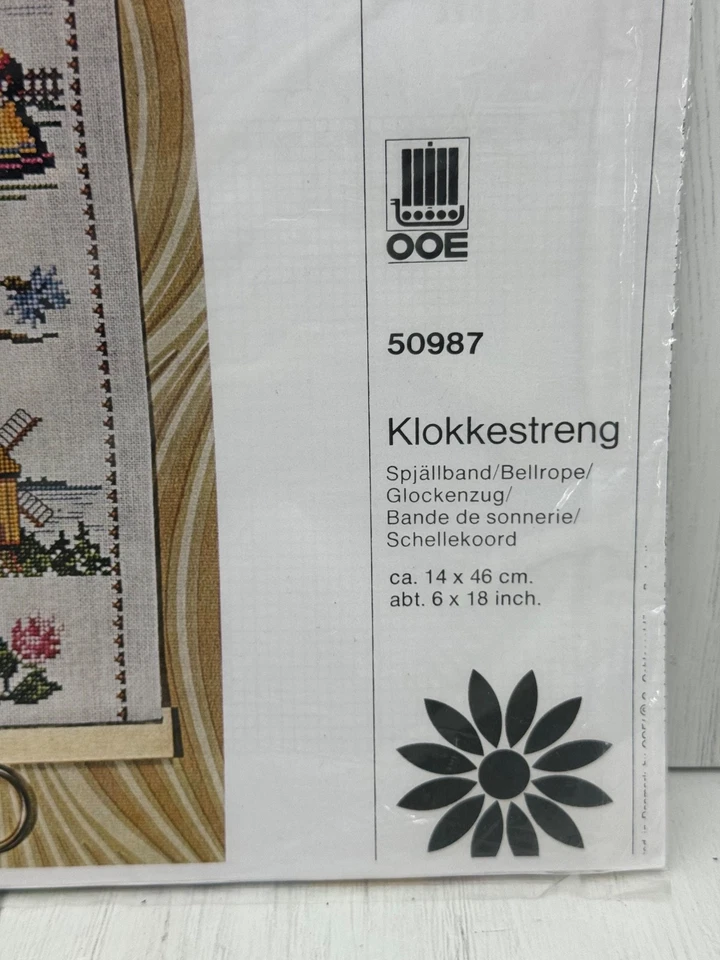 OOE
50987
Klokkestreng
Spjällband/Bellrope/
Glockenzug/
Bande de sonnerie/
Schellekoord
ca. 14 x 46 cm.
abt. 6 x 18 inch.